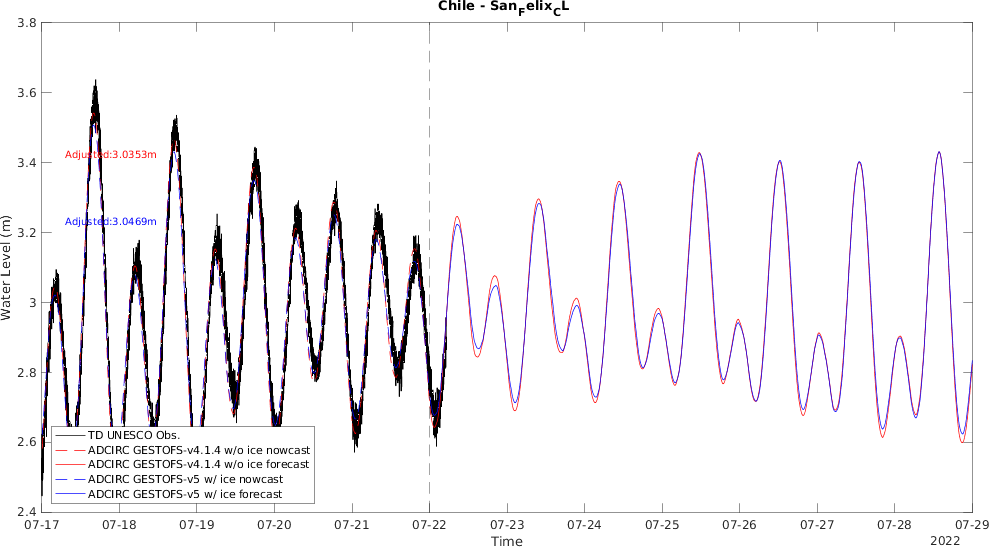 Chile - SanFelixCL
3.8
3.6
3.4
3.2
3
2.8
2.6
2.4
Water Level (m)
Adjusted:3.0353m
Adjusted:3.0469m
TD UNESCO Obs.
ADCIRC GESTOFS-v4.1.4 w/o ice nowcast
ADCIRC GESTOFS-v4.1.4 w/o ice forecast
ADCIRC GESTOFS-v5 w/ ice nowcast
ADCIRC GESTOFS-v5 w/ ice forecast
07-17 07-18 07-19 07-20 07-21 07-22 07-23 07-24 07-25 07-26 07-27 07-28 07-29
Time
2022